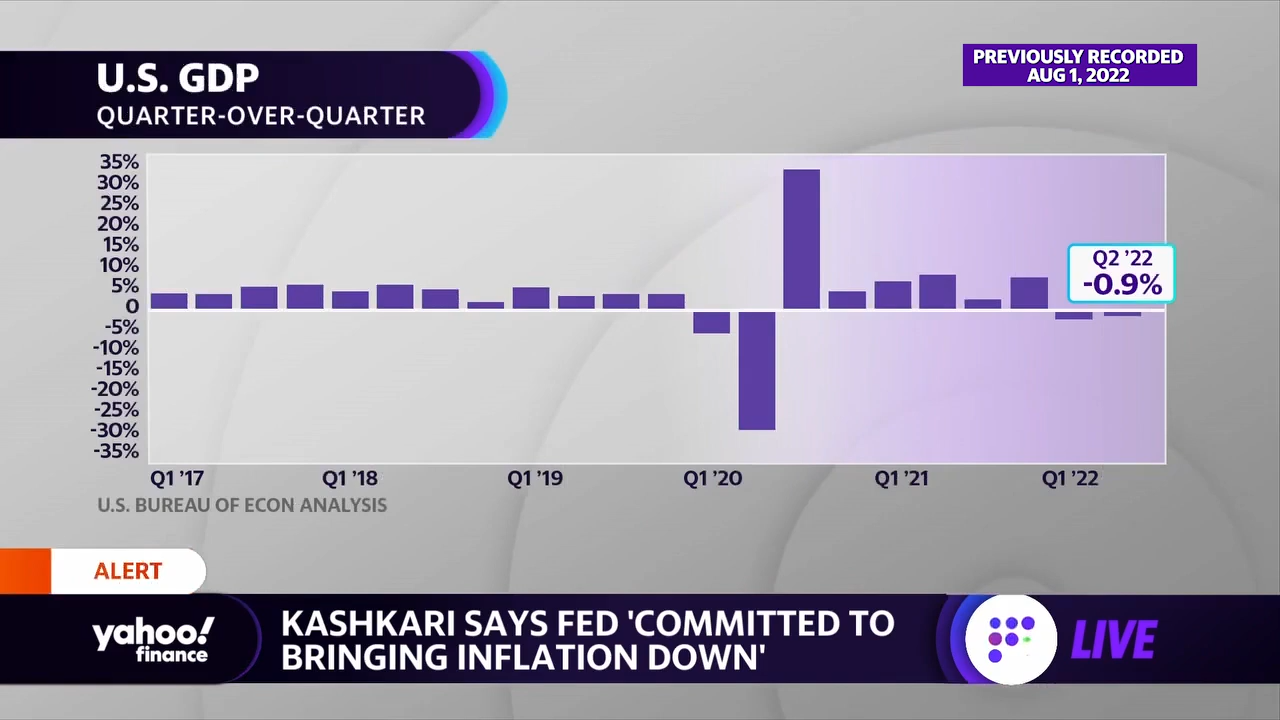 U.S. GDP
QUARTER-OVER-QUARTER
PREVIOUSLY RECORDED
AUG 1, 2022
35%
30%
25%
20%
15%
10%
5%
0
-5%
-10%
-15%
-20%
-25%
-30%
-35%
Q2 ’22
-0.9%
Q1 ’17
Q1 ’18
Q1 ’19
Q1 ’20
Q1 ’21
Q1 ’22
U.S. BUREAU OF ECON ANALYSIS
ALERT
yahoo!
finance
KASHKARI SAYS FED 'COMMITTED TO
BRINGING INFLATION DOWN'
LIVE